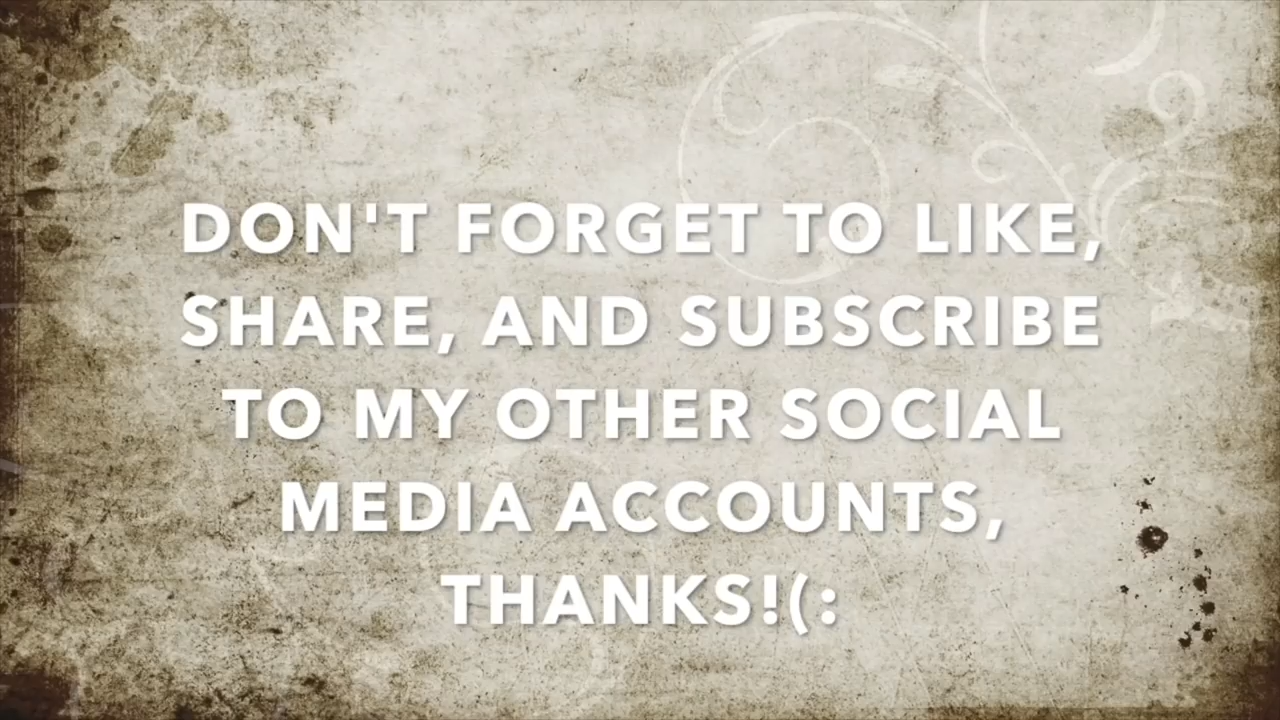 DON'T FORGET TO LIKE,
SHARE, AND SUBSCRIBE
TO MY OTHER SOCIAL
MEDIA ACCOUNTS,
THANKS!(: